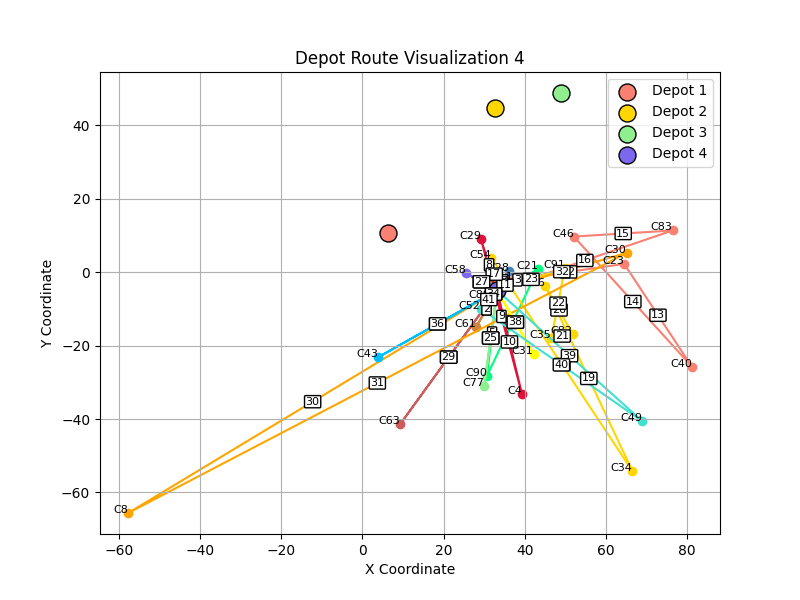 Depot Route Visualization 4
Depot 1
Depot 2
Depot 3
Depot 4
Y Coordinate
40
20
0
−20
−40
−60
−60
−40
−20
0
20
40
60
80
X Coordinate
C83
C46
15
C29
C30
C54
16
C23
C91
C21
8
C58
17
27
23
C52
41
9
38
C61
36
22
14
13
C35
21
25
10
C31
39
C43
29
40
C40
C90
19
C77
31
C4
30
C63
C49
C34
C8